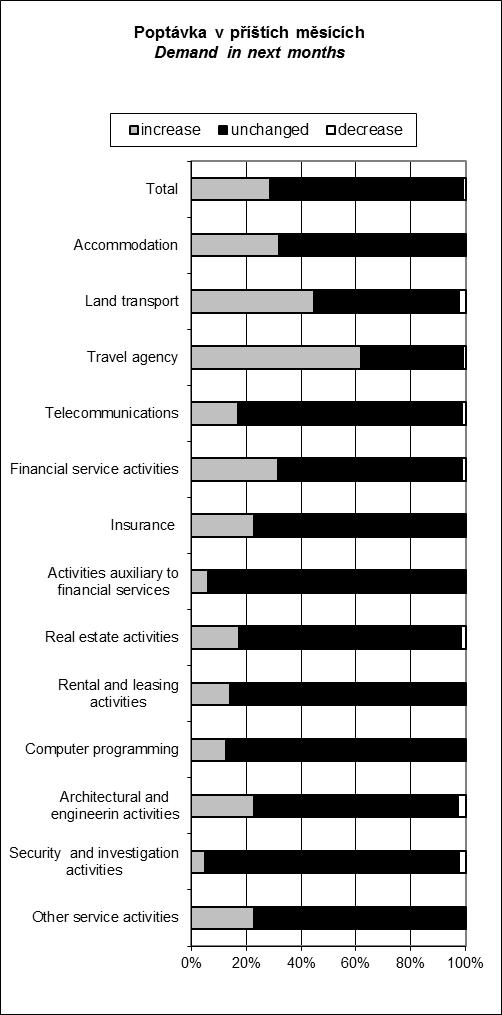 Poptávka v příštích měsících
Demand in next months
increase unchanged decrease
Total
Accommodation
Land transport
Travel agency
Telecommunications
Financial service activities
Insurance
Activities auxiliary to
financial services
Real estate activities
Rental and leasing
activities
Computer programming
Architectural and
engineerin activities
Security and investigation
activities
Other service activities
0% 20% 40% 60% 80% 100%